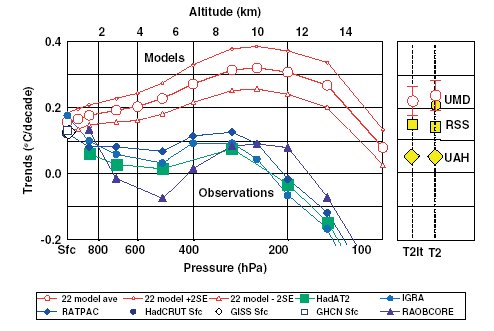 Altitude (km)
2 4 6 8 10 12 14
0.4
0.2
0.0
-0.2
Trends (°C/decade)
Models
Observations
UMD
RSS
UAH
Sfc 800 600 400 200 100
T2lt T2
Pressure (hPa)
22 model ave 22 model +2SE 22 model - 2SE HadAT2 IGRA
RATPAC HadCRUT Sfc GISS Sfc GHCN Sfc RAOBCORE